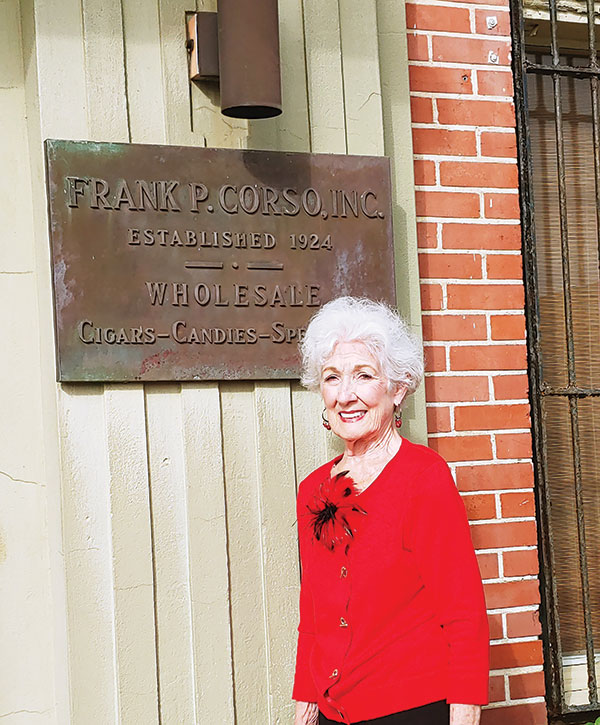 FRANK P. CORSO, INC.
ESTABLISHED 1924
WHOLESALE
CIGARS–CANDIES–